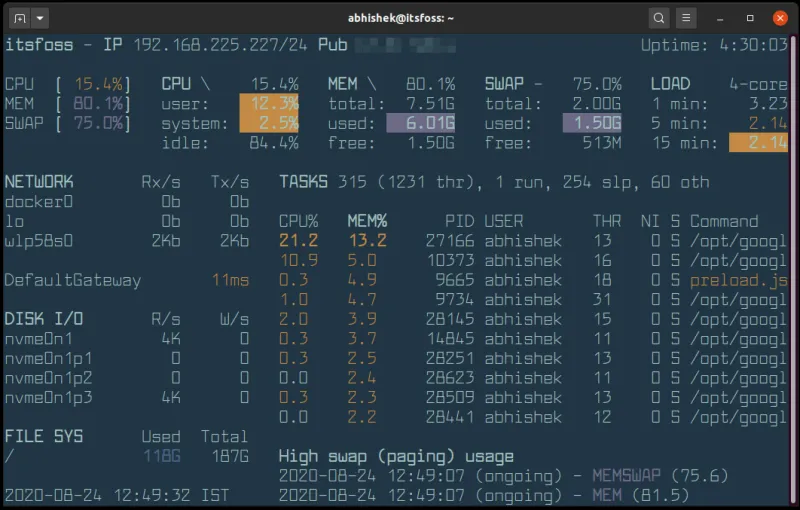 abhishek@itsfoss: ~
itsfoss - IP 192.168.225.227/24 Pub Uptime: 4:30:03
CPU [ 15.4%] CPU \ 15.4% MEM \ 80.1% SWAP - 75.0% LOAD 4-core
MEM [ 80.1%] user: 12.3% total: 7.51G total: 2.00G 1 min: 3.23
SWAP [ 75.0%] system: 2.5% used: 6.01G used: 1.50G 5 min: 2.14
idle: 84.4% free: 1.50G free: 513M 15 min: 2.14
NETWORK Rx/s Tx/s TASKS 315 (1231 thr), 1 run, 254 slp, 60 oth
docker0 0b 0b
lo 0b 0b CPU% MEM% PID USER THR NI S Command
wlp58s0 2Kb 2Kb 21.2 13.2 27166 abhishek 13 0 S /opt/googl
10.9 5.0 10373 abhishek 16 0 S /opt/googl
DefaultGateway 11ms 0.3 4.9 9665 abhishek 18 0 S preload.js
1.0 4.7 9734 abhishek 31 0 S /opt/googl
DISK I/O R/s W/s 2.0 3.9 28145 abhishek 15 0 S /opt/googl
nvme0n1 4K 0 0.3 3.7 14845 abhishek 11 0 S /opt/googl
nvme0n1p1 0 0 0.3 2.5 28251 abhishek 13 0 S /opt/googl
nvme0n1p2 0 0 0.0 2.4 28623 abhishek 11 0 S /opt/googl
nvme0n1p3 4K 0 0.3 2.3 28509 abhishek 13 0 S /opt/googl
0.0 2.2 28441 abhishek 12 0 S /opt/googl
FILE SYS Used Total
/ 118G 187G High swap (paging) usage
2020-08-24 12:49:07 (ongoing) - MEMSWAP (75.6)
2020-08-24 12:49:32 IST 2020-08-24 12:49:07 (ongoing) - MEM (81.5)